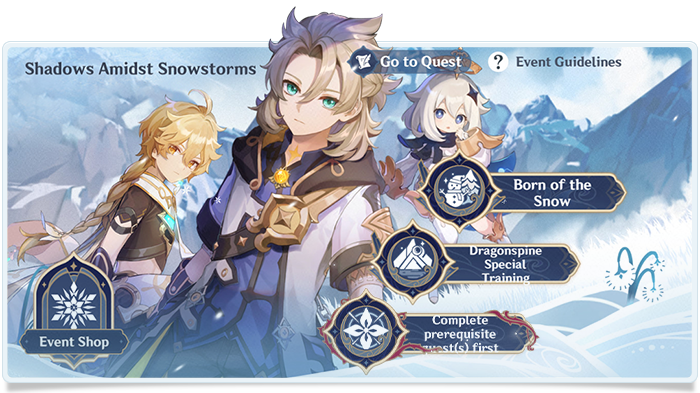 Shadows Amidst Snowstorms
Go to Quest
? Event Guidelines
Born of the
Snow
Dragonspine
Special
Training
Complete
prerequisite
first
Event Shop